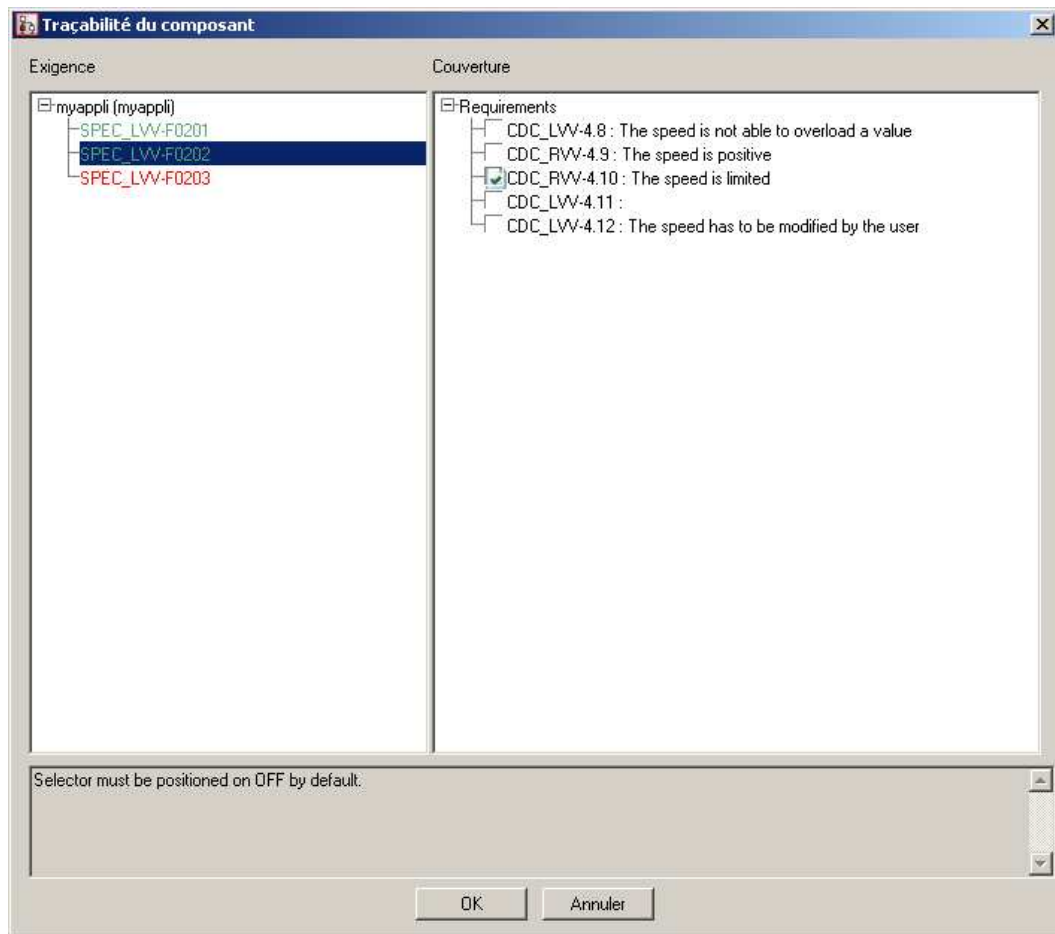 Traçabilité du composant
Exigence
Couverture
myappli (myappli)
SPEC_LVV-F0201
SPEC_LVV-F0202
SPEC_LVV-F0203
Requirements
CDC_LVV-4.8 : The speed is not able to overload a value
CDC_RVV-4.9 : The speed is positive
CDC_RVV-4.10 : The speed is limited
CDC_LVV-4.11 :
CDC_LVV-4.12 : The speed has to be modified by the user
Selector must be positioned on OFF by default.
OK
Annuler